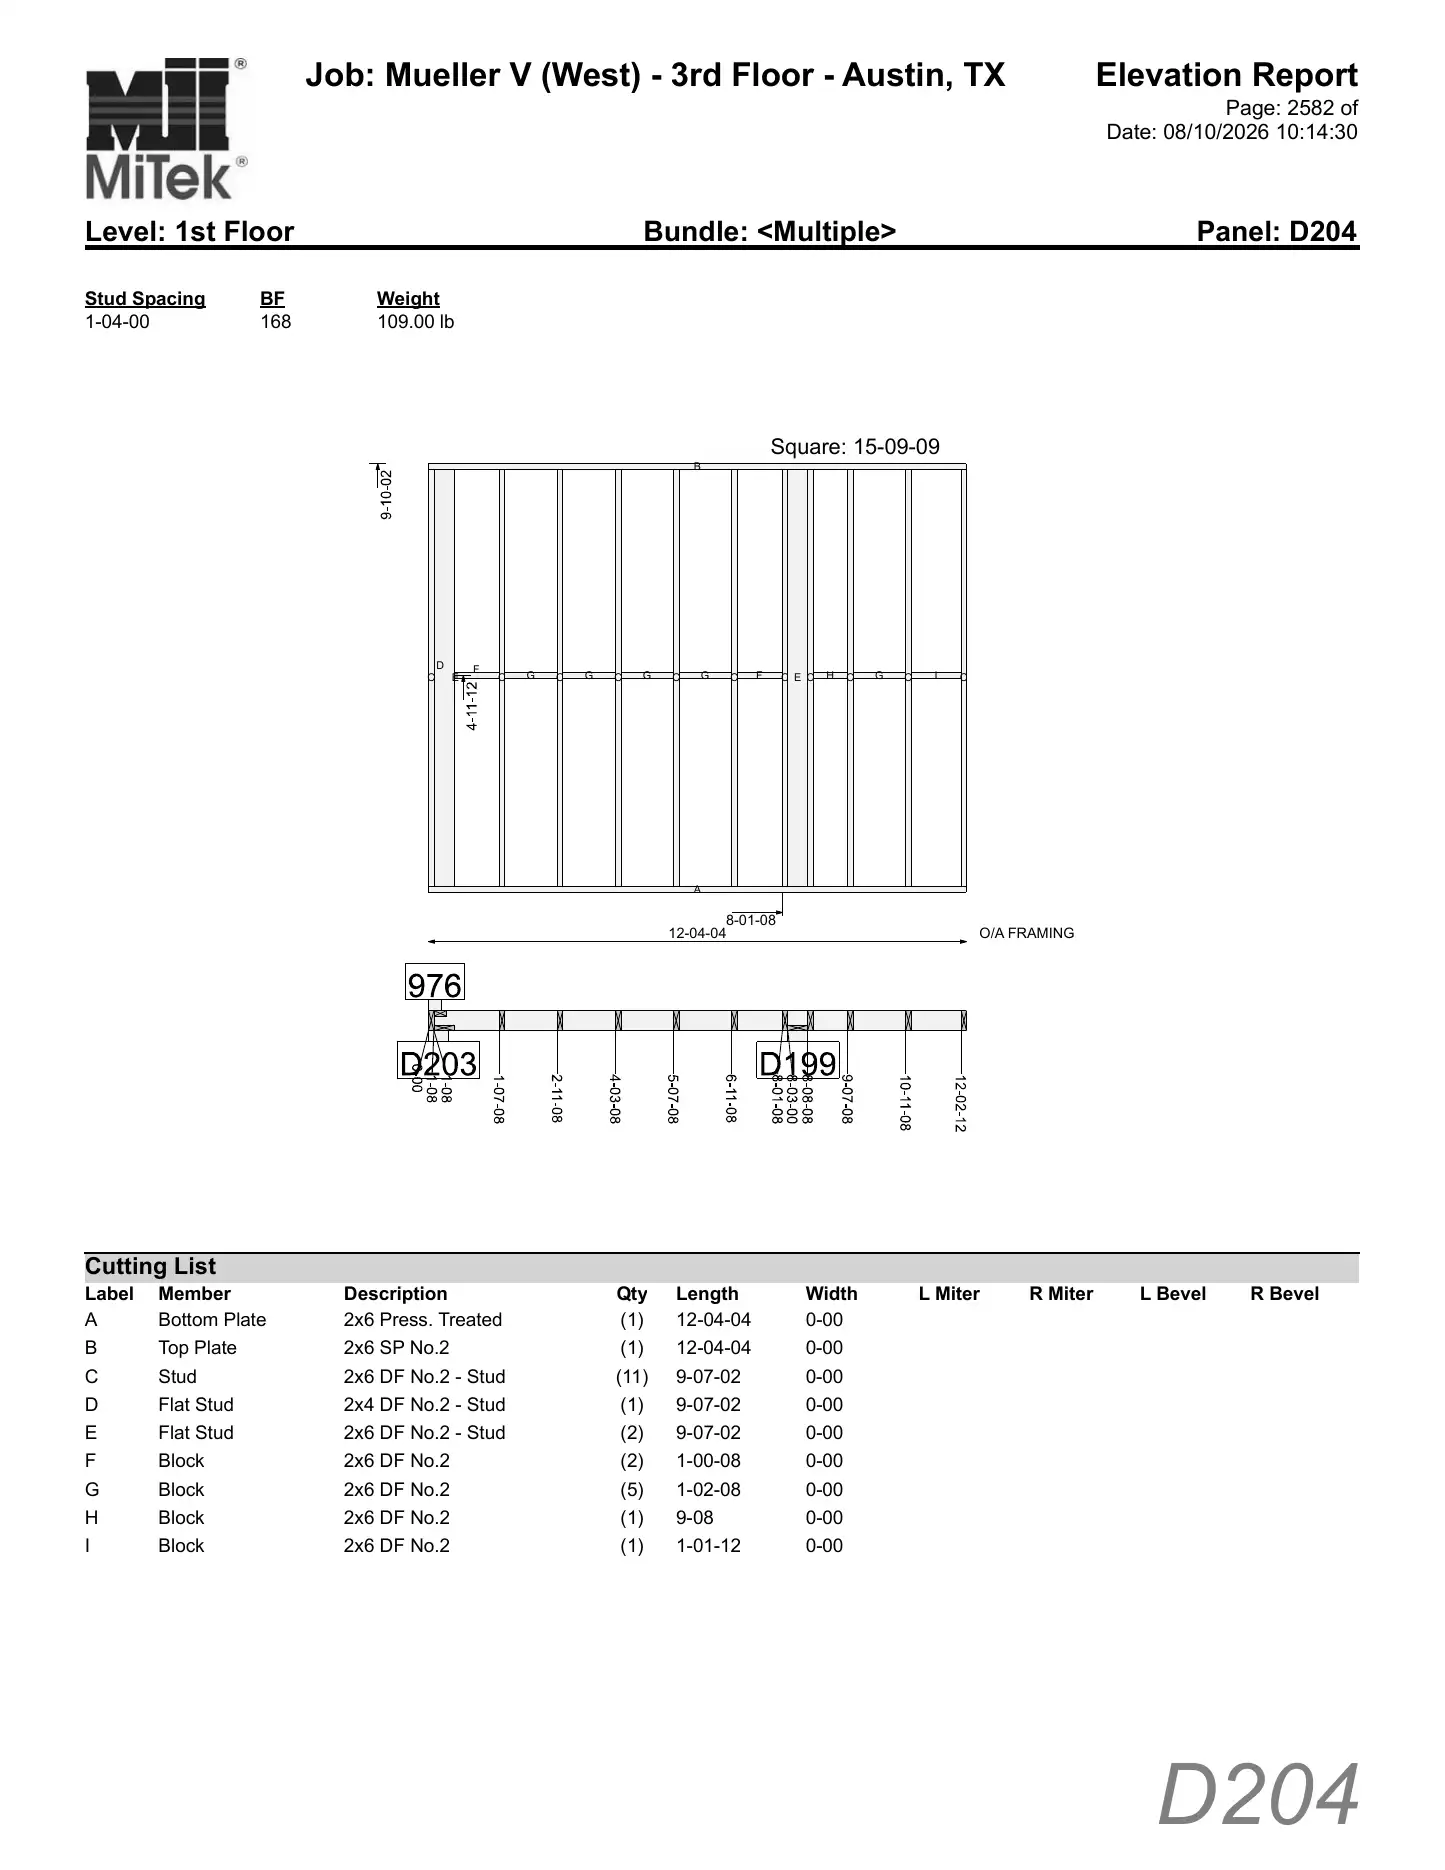 Job: Mueller V (West) - 3rd Floor - Austin, TX
Elevation Report
Page: 2582 of
Date: 08/10/2026 10:14:30
MiTek®
Level: 1st Floor Bundle: <Multiple> Panel: D204
Stud Spacing BF Weight
1-04-00 168 109.00 lb
Square: 15-09-09
B
9-10-02
D F
E G G G G F E H G I
4-11-12
A
8-01-08
12-04-04 O/A FRAMING
976
D203 D199
1-08 1-07-08 2-11-08 4-03-08 5-07-08 6-11-08 8-01-08 8-03-00 8-08-08 9-07-08 10-11-08 12-02-12
Cutting List
Label Member Description Qty Length Width L Miter R Miter L Bevel R Bevel
A Bottom Plate 2x6 Press. Treated (1) 12-04-04 0-00
B Top Plate 2x6 SP No.2 (1) 12-04-04 0-00
C Stud 2x6 DF No.2 - Stud (11) 9-07-02 0-00
D Flat Stud 2x4 DF No.2 - Stud (1) 9-07-02 0-00
E Flat Stud 2x6 DF No.2 - Stud (2) 9-07-02 0-00
F Block 2x6 DF No.2 (2) 1-00-08 0-00
G Block 2x6 DF No.2 (5) 1-02-08 0-00
H Block 2x6 DF No.2 (1) 9-08 0-00
I Block 2x6 DF No.2 (1) 1-01-12 0-00
D204